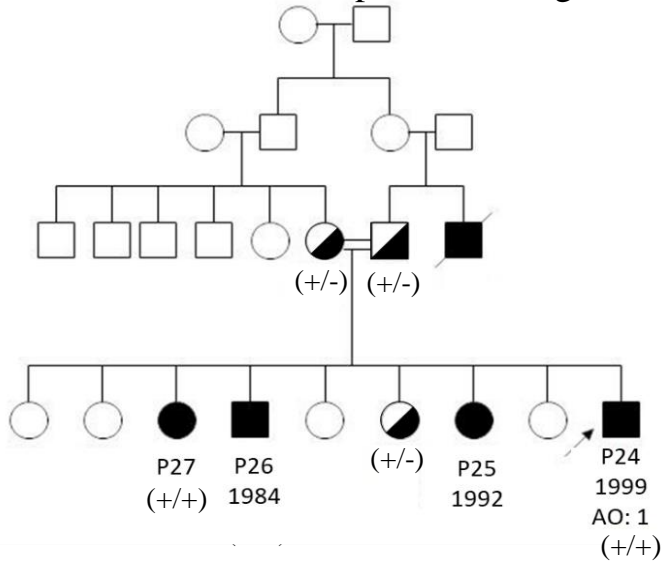 (+/-) (+/-)
P27
(+/+)
P26
1984
(+/-)
P25
1992
P24
1999
AO: 1
(+/+)